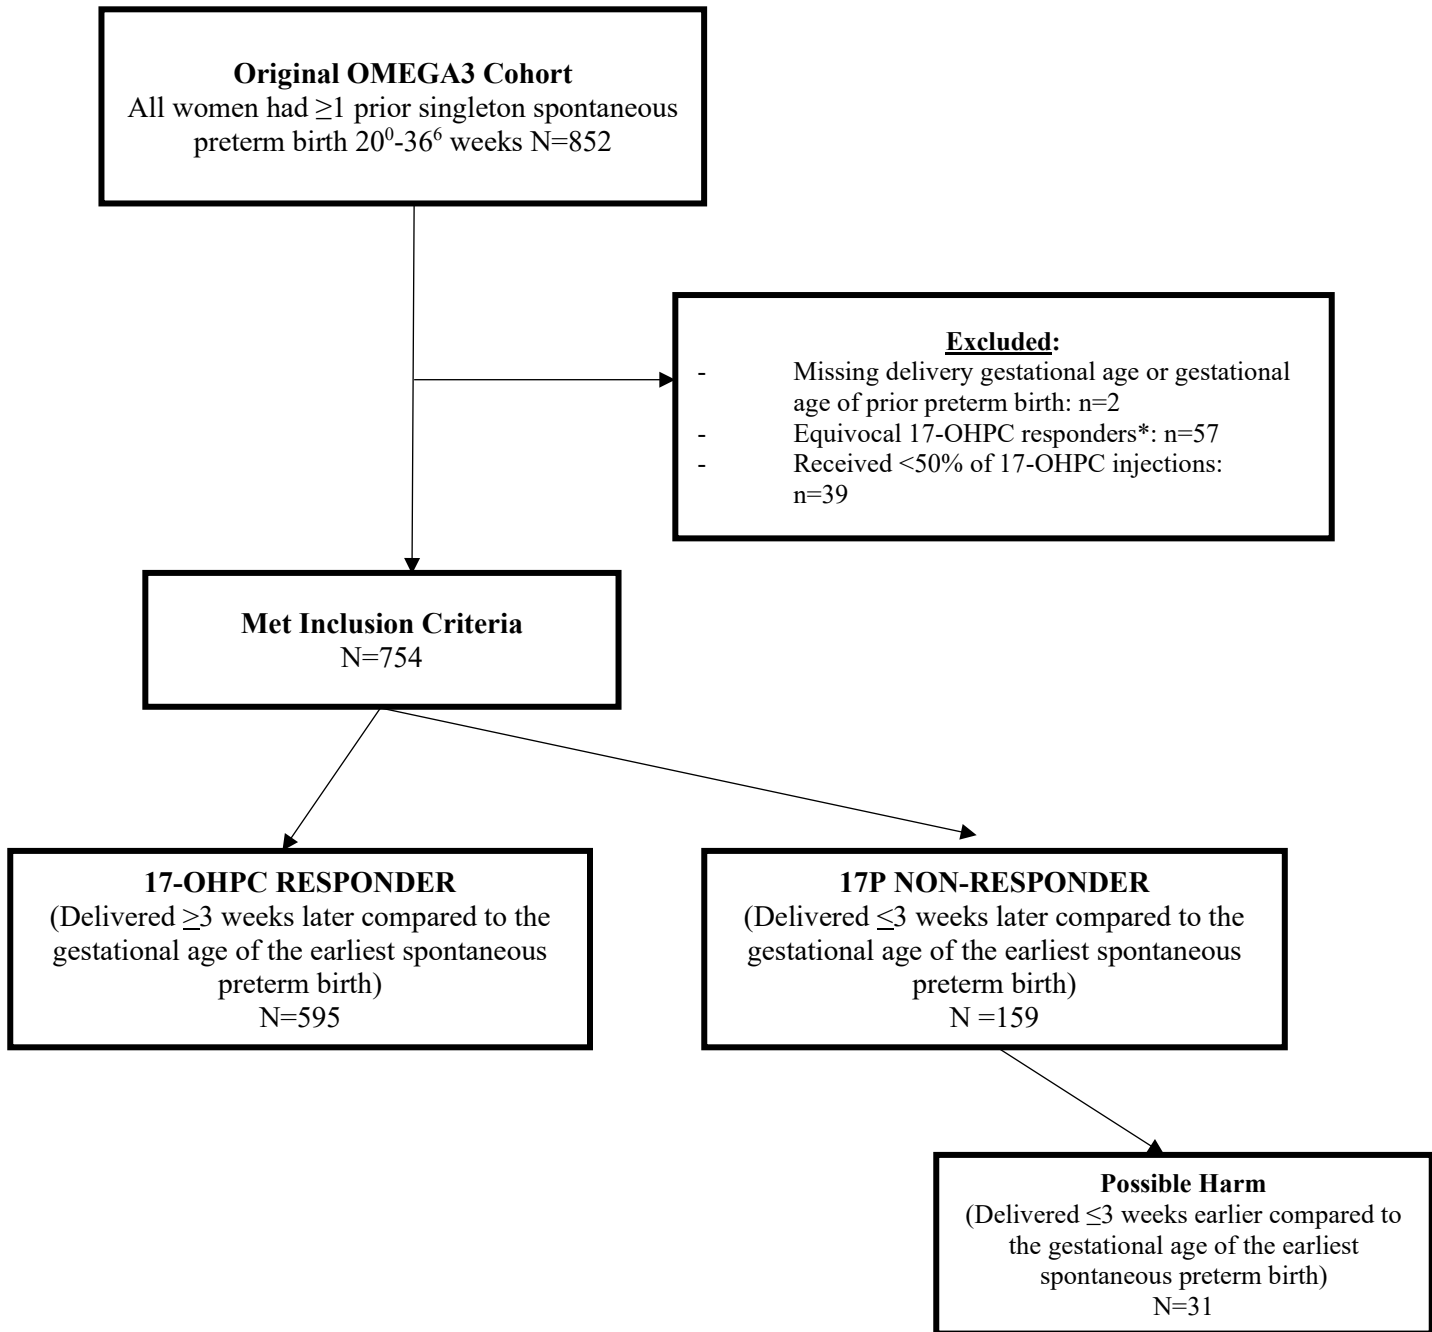 Original OMEGA3 Cohort
All women had ≥1 prior singleton spontaneous
preterm birth 20⁰-36⁶ weeks N=852
Excluded:
- Missing delivery gestational age or gestational
age of prior preterm birth: n=2
- Equivocal 17-OHPC responders*: n=57
- Received <50% of 17-OHPC injections:
n=39
Met Inclusion Criteria
N=754
17-OHPC RESPONDER
(Delivered ≥3 weeks later compared to the
gestational age of the earliest spontaneous
preterm birth)
N=595
17P NON-RESPONDER
(Delivered ≤3 weeks later compared to the
gestational age of the earliest spontaneous
preterm birth)
N =159
Possible Harm
(Delivered ≤3 weeks earlier compared to
the gestational age of the earliest
spontaneous preterm birth)
N=31